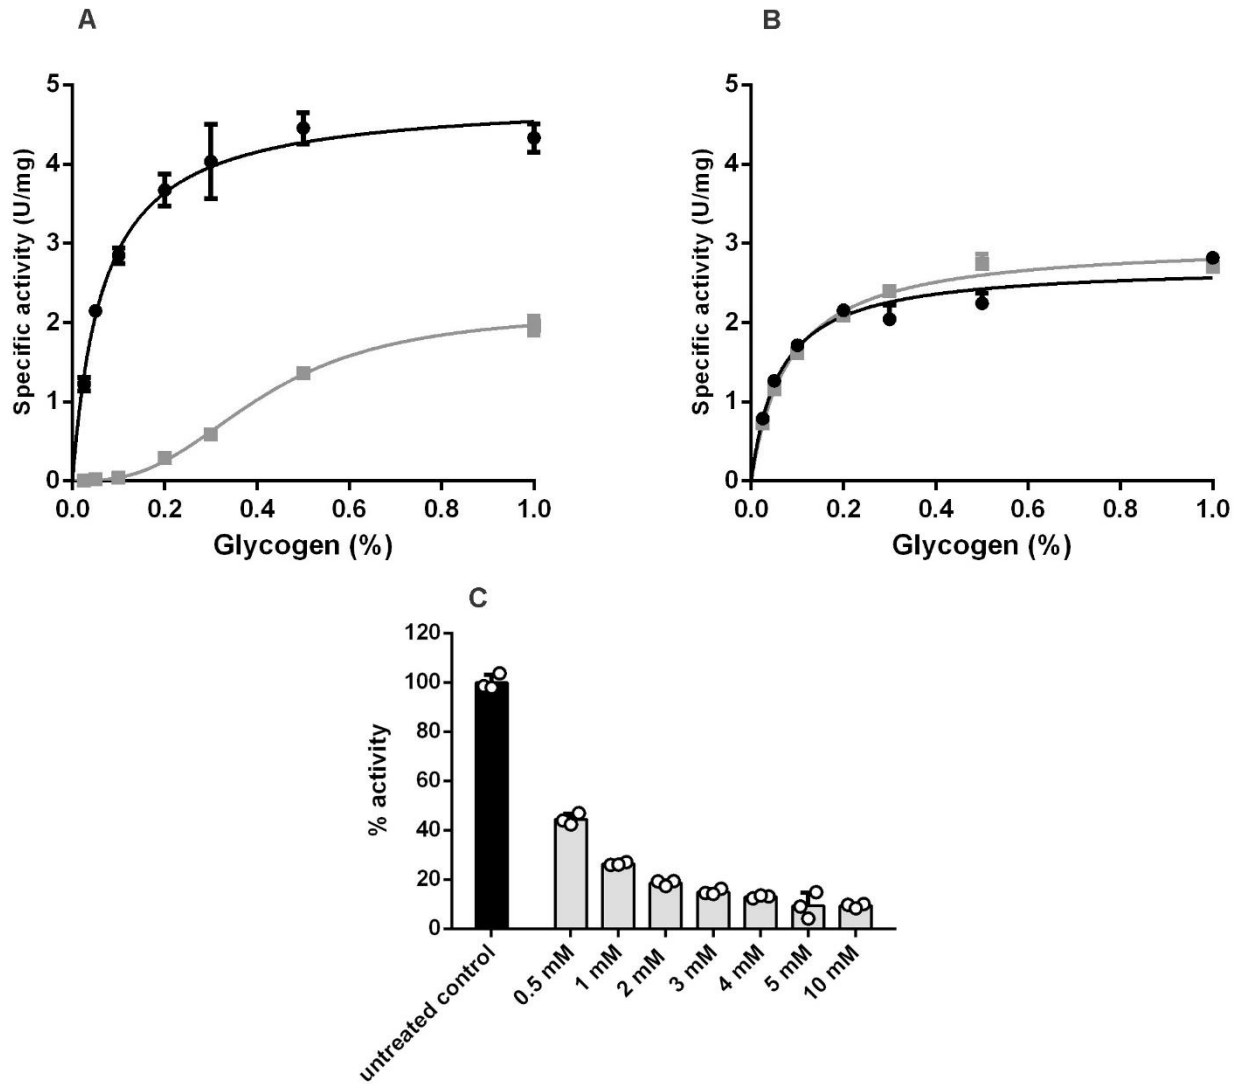 A
B
5
4
3
2
1
0
Specific activity (U/mg)
0.0 0.2 0.4 0.6 0.8 1.0
Glycogen (%)
5
4
3
2
1
0
Specific activity (U/mg)
0.0 0.2 0.4 0.6 0.8 1.0
Glycogen (%)
C
120
100
80
60
40
20
0
% activity
untreated control
0.5 mM
1 mM
2 mM
3 mM
4 mM
5 mM
10 mM